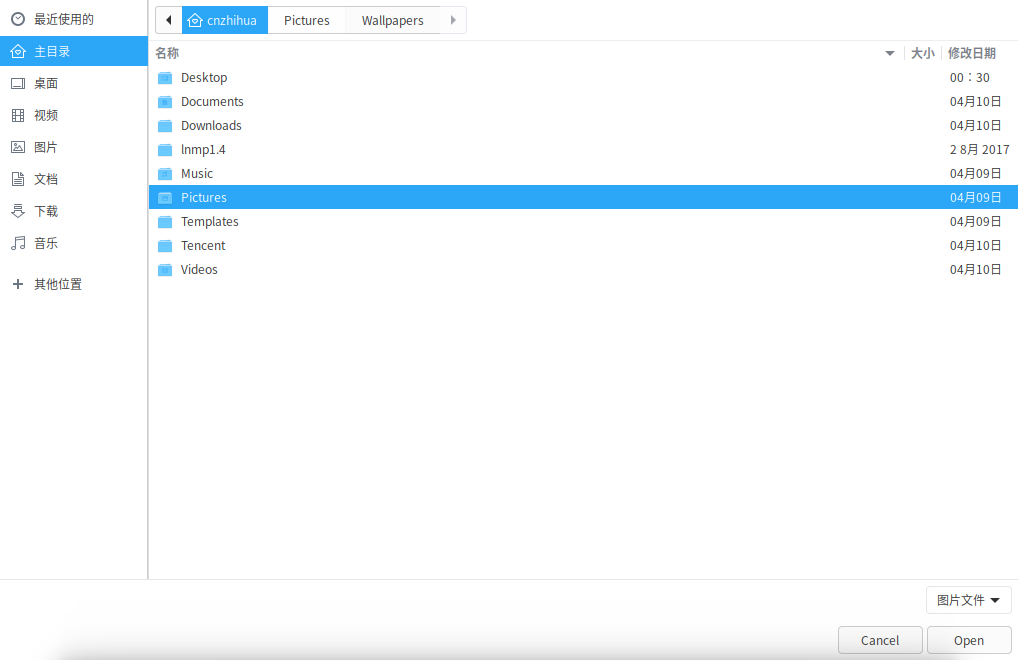 最近使用的
主目录
桌面
视频
图片
文档
下载
音乐
其他位置
cnzhihua Pictures Wallpapers
名称 大小 修改日期
Desktop 00：30
Documents 04月10日
Downloads 04月10日
lnmp1.4 2 8月 2017
Music 04月09日
Pictures 04月09日
Templates 04月09日
Tencent 04月10日
Videos 04月10日
图片文件
Cancel Open